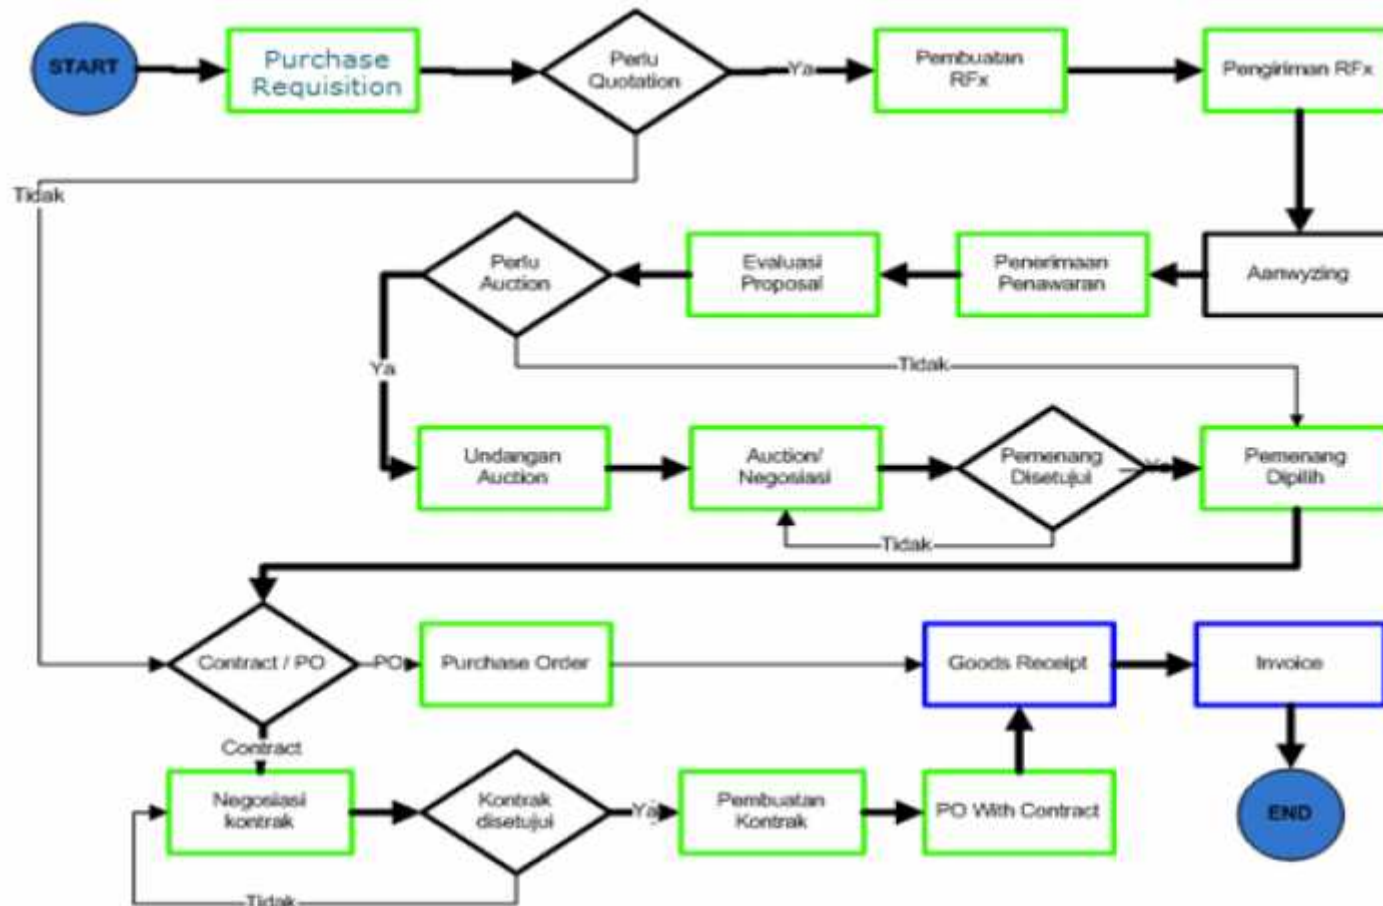 START
Purchase
Requisition
Perlu
Quotation
Ya
Pembuatan
RFx
Pengiriman RFx
Tidak
Perlu
Auction
Evaluasi
Proposal
Penerimaan
Penawaran
Aanwyzing
Ya
Tidak
Undangan
Auction
Auction/
Negosiasi
Pemenang
Disetujui
Ya
Pemenang
Dipilih
Tidak
Contract / PO
PO
Purchase Order
Goods Receipt
Invoice
Contract
Negosiasi
kontrak
Kontrak
disetujui
Ya
Pembuatan
Kontrak
PO With Contract
END
Tidak